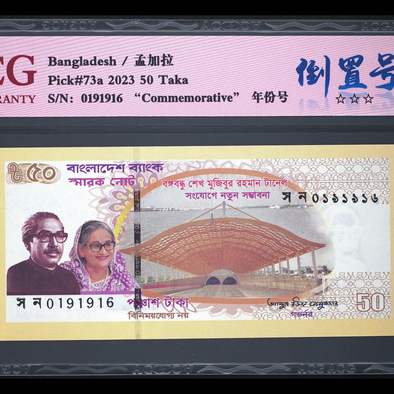 EG
RANTY
Bangladesh / 孟加拉
Pick#73a 2023 50 Taka
S/N: 0191916 “Commemorative” 年份号
倒置号
☆☆☆
৳৫০
বাংলাদেশ ব্যাংক
স্মারক নোট
বঙ্গবন্ধু শেখ মুজিবুর রহমান টানেল
সংযোগে নতুন সম্ভাবনা
স ন ০১৯১৯১৬
স ন 0191916
পঞ্চাশ টাকা
বিনিময়যোগ্য নয়
গভর্নর
50